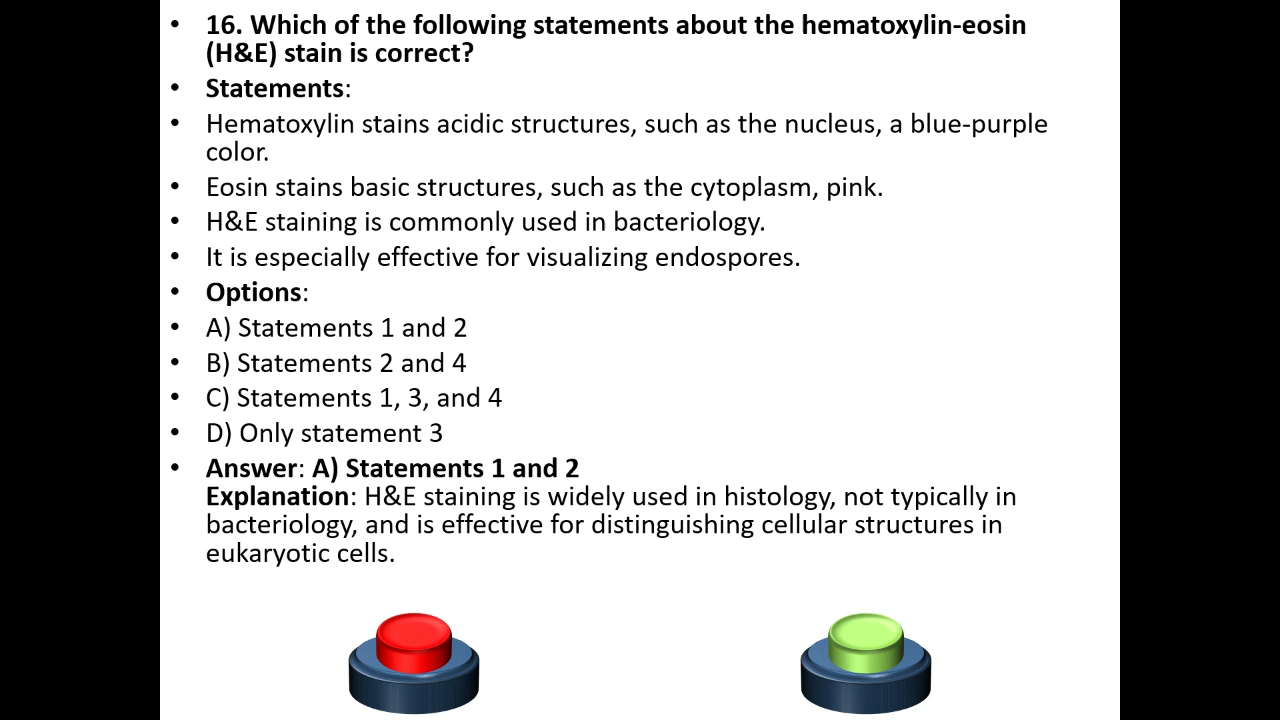 • 16. Which of the following statements about the hematoxylin-eosin
(H&E) stain is correct?
• Statements:
• Hematoxylin stains acidic structures, such as the nucleus, a blue-purple
color.
• Eosin stains basic structures, such as the cytoplasm, pink.
• H&E staining is commonly used in bacteriology.
• It is especially effective for visualizing endospores.
• Options:
• A) Statements 1 and 2
• B) Statements 2 and 4
• C) Statements 1, 3, and 4
• D) Only statement 3
• Answer: A) Statements 1 and 2
Explanation: H&E staining is widely used in histology, not typically in
bacteriology, and is effective for distinguishing cellular structures in
eukaryotic cells.